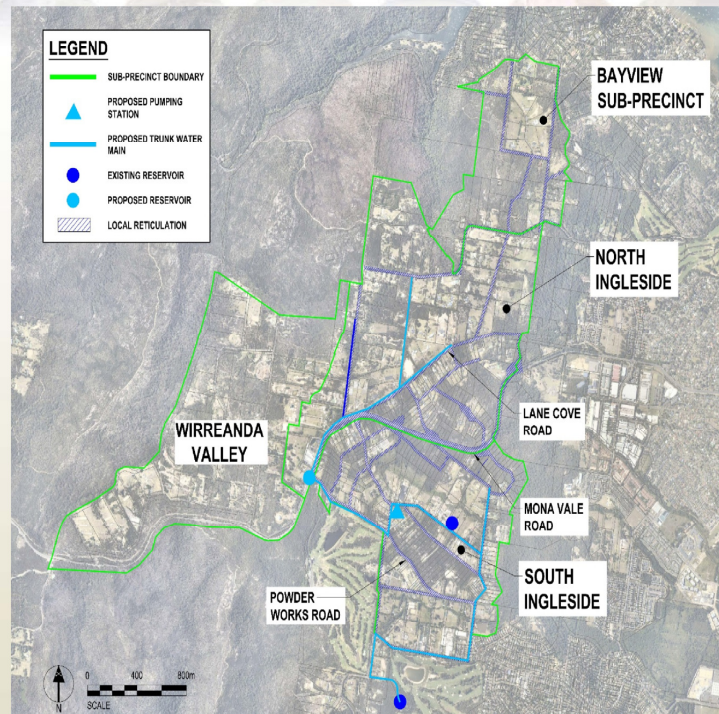 LEGEND
SUB-PRECINCT BOUNDARY
PROPOSED PUMPING
STATION
PROPOSED TRUNK WATER
MAIN
EXISTING RESERVOIR
PROPOSED RESERVOIR
LOCAL RETICULATION
BAYVIEW
SUB-PRECINCT
NORTH
INGLESIDE
LANE COVE
ROAD
WIRREANDA
VALLEY
MONA VALE
ROAD
SOUTH
INGLESIDE
POWDER
WORKS ROAD
0 400 800m
SCALE
N